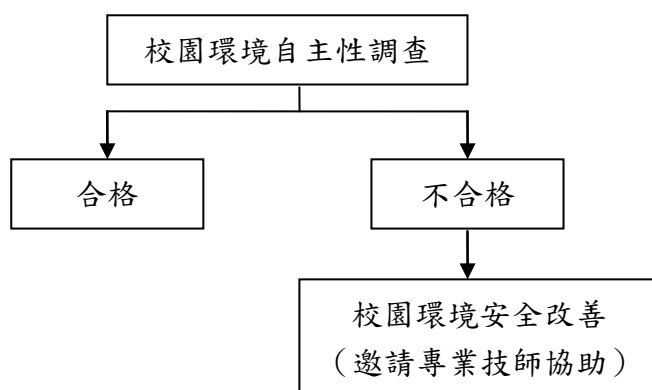 校園環境自主性調查
合格
不合格
校園環境安全改善
（邀請專業技師協助）